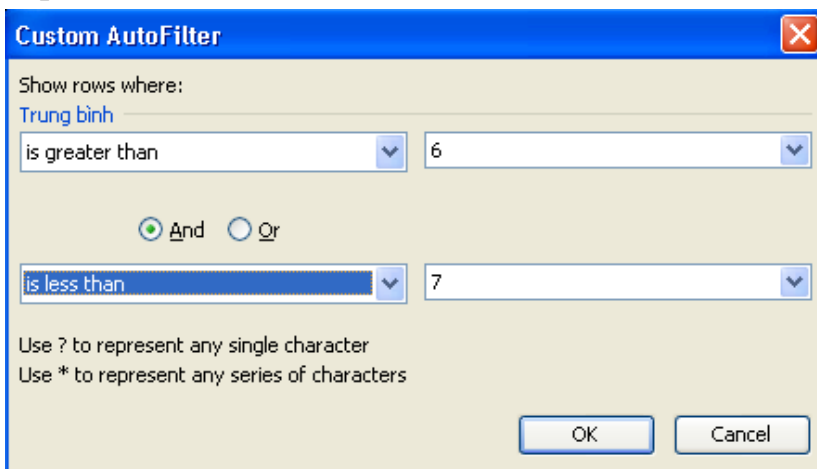 Custom AutoFilter
Show rows where:
Trung bình
is greater than 6
And Or
is less than 7
Use ? to represent any single character
Use * to represent any series of characters
OK Cancel